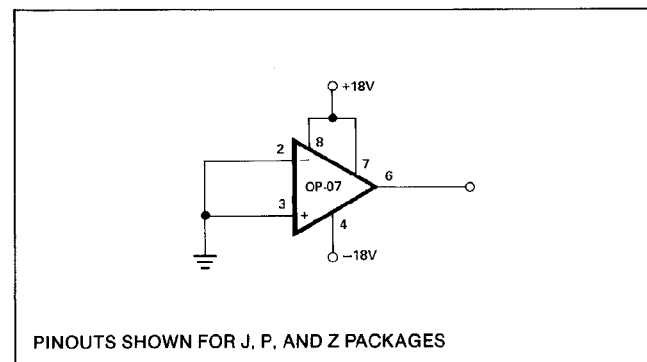 +18V
8
2
−
7
OP-07
6
3
+
4
−18V
PINOUTS SHOWN FOR J, P, AND Z PACKAGES